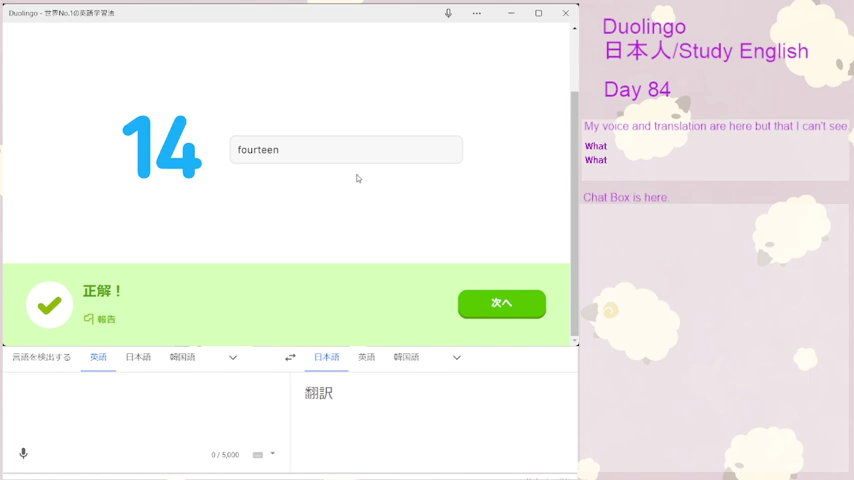 Duolingo - 世界No.1の英語学習法
14
fourteen
正解！
報告
次へ
言語を検出する 英語 日本語 韓国語
日本語 英語 韓国語
翻訳
0 / 5,000
Duolingo
日本人/Study English
Day 84
My voice and translation are here but that I can't see.
What
What
Chat Box is here.